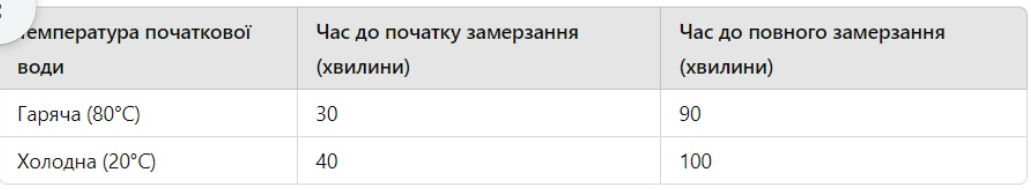 температура початкової
води
Час до початку замерзання
(хвилини)
Час до повного замерзання
(хвилини)
Гаряча (80°C) 30 90
Холодна (20°C) 40 100